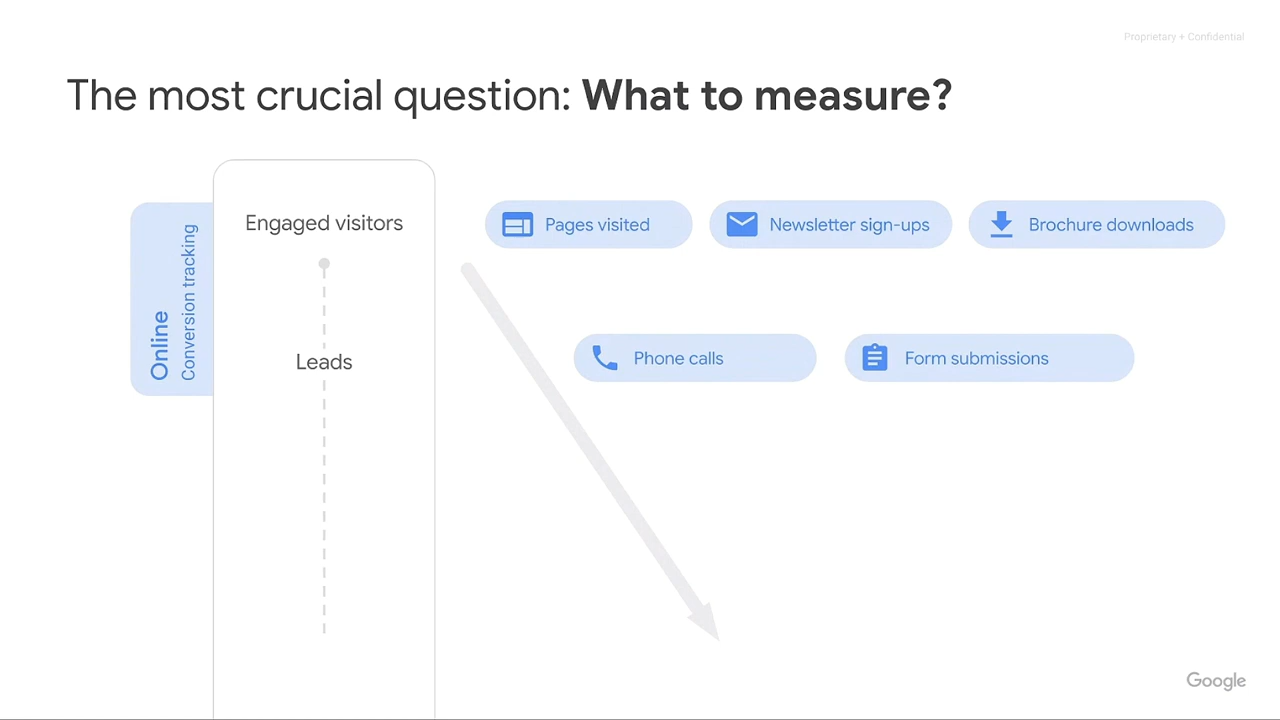 Proprietary + Confidential
The most crucial question: What to measure?
Online
Conversion tracking
Engaged visitors
Pages visited
Newsletter sign-ups
Brochure downloads
Leads
Phone calls
Form submissions
Google